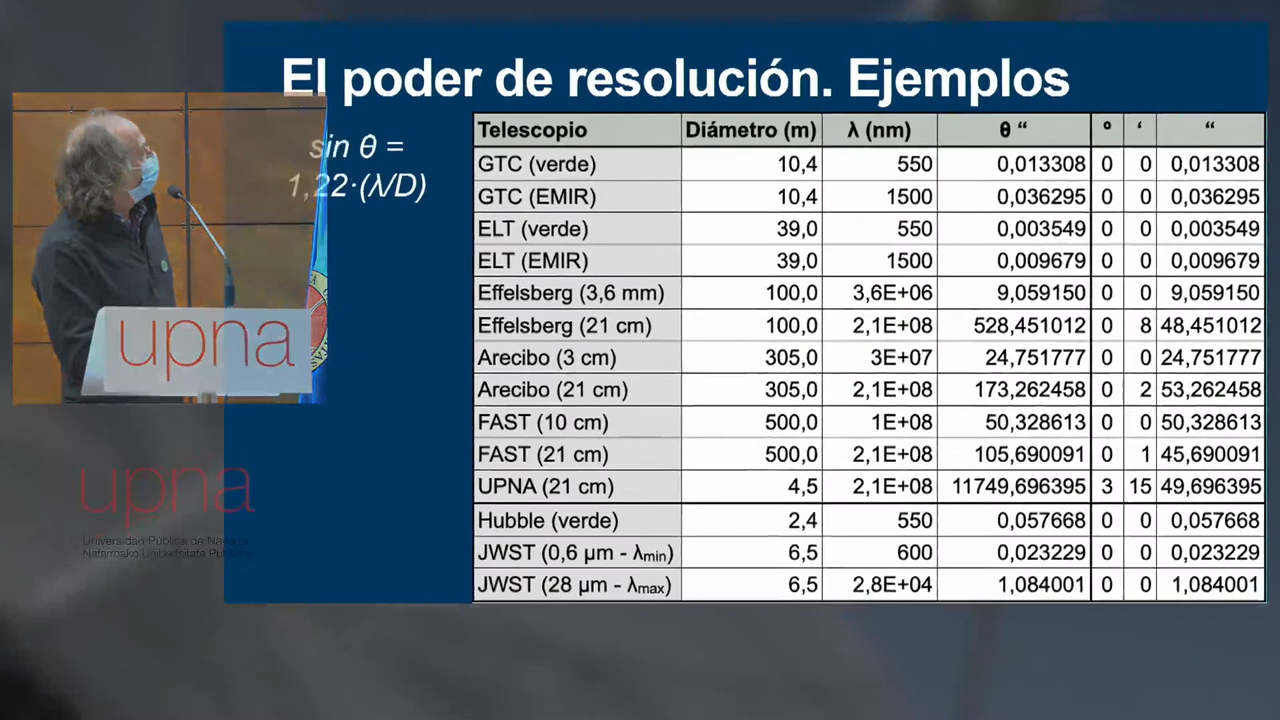 El poder de resolución. Ejemplos
sin θ =
1,22·(λ/D)
Telescopio Diámetro (m) λ (nm) θ “ º ‘ “
GTC (verde) 10,4 550 0,013308 0 0 0,013308
GTC (EMIR) 10,4 1500 0,036295 0 0 0,036295
ELT (verde) 39,0 550 0,003549 0 0 0,003549
ELT (EMIR) 39,0 1500 0,009679 0 0 0,009679
Effelsberg (3,6 mm) 100,0 3,6E+06 9,059150 0 0 9,059150
Effelsberg (21 cm) 100,0 2,1E+08 528,451012 0 8 48,451012
Arecibo (3 cm) 305,0 3E+07 24,751777 0 0 24,751777
Arecibo (21 cm) 305,0 2,1E+08 173,262458 0 2 53,262458
FAST (10 cm) 500,0 1E+08 50,328613 0 0 50,328613
FAST (21 cm) 500,0 2,1E+08 105,690091 0 1 45,690091
UPNA (21 cm) 4,5 2,1E+08 11749,696395 3 15 49,696395
Hubble (verde) 2,4 550 0,057668 0 0 0,057668
JWST (0,6 µm - λmin) 6,5 600 0,023229 0 0 0,023229
JWST (28 µm - λmax) 6,5 2,8E+04 1,084001 0 0 1,084001
upna
upna
Universidad Pública de Navarra
Nafarroako Unibertsitate Publikoa